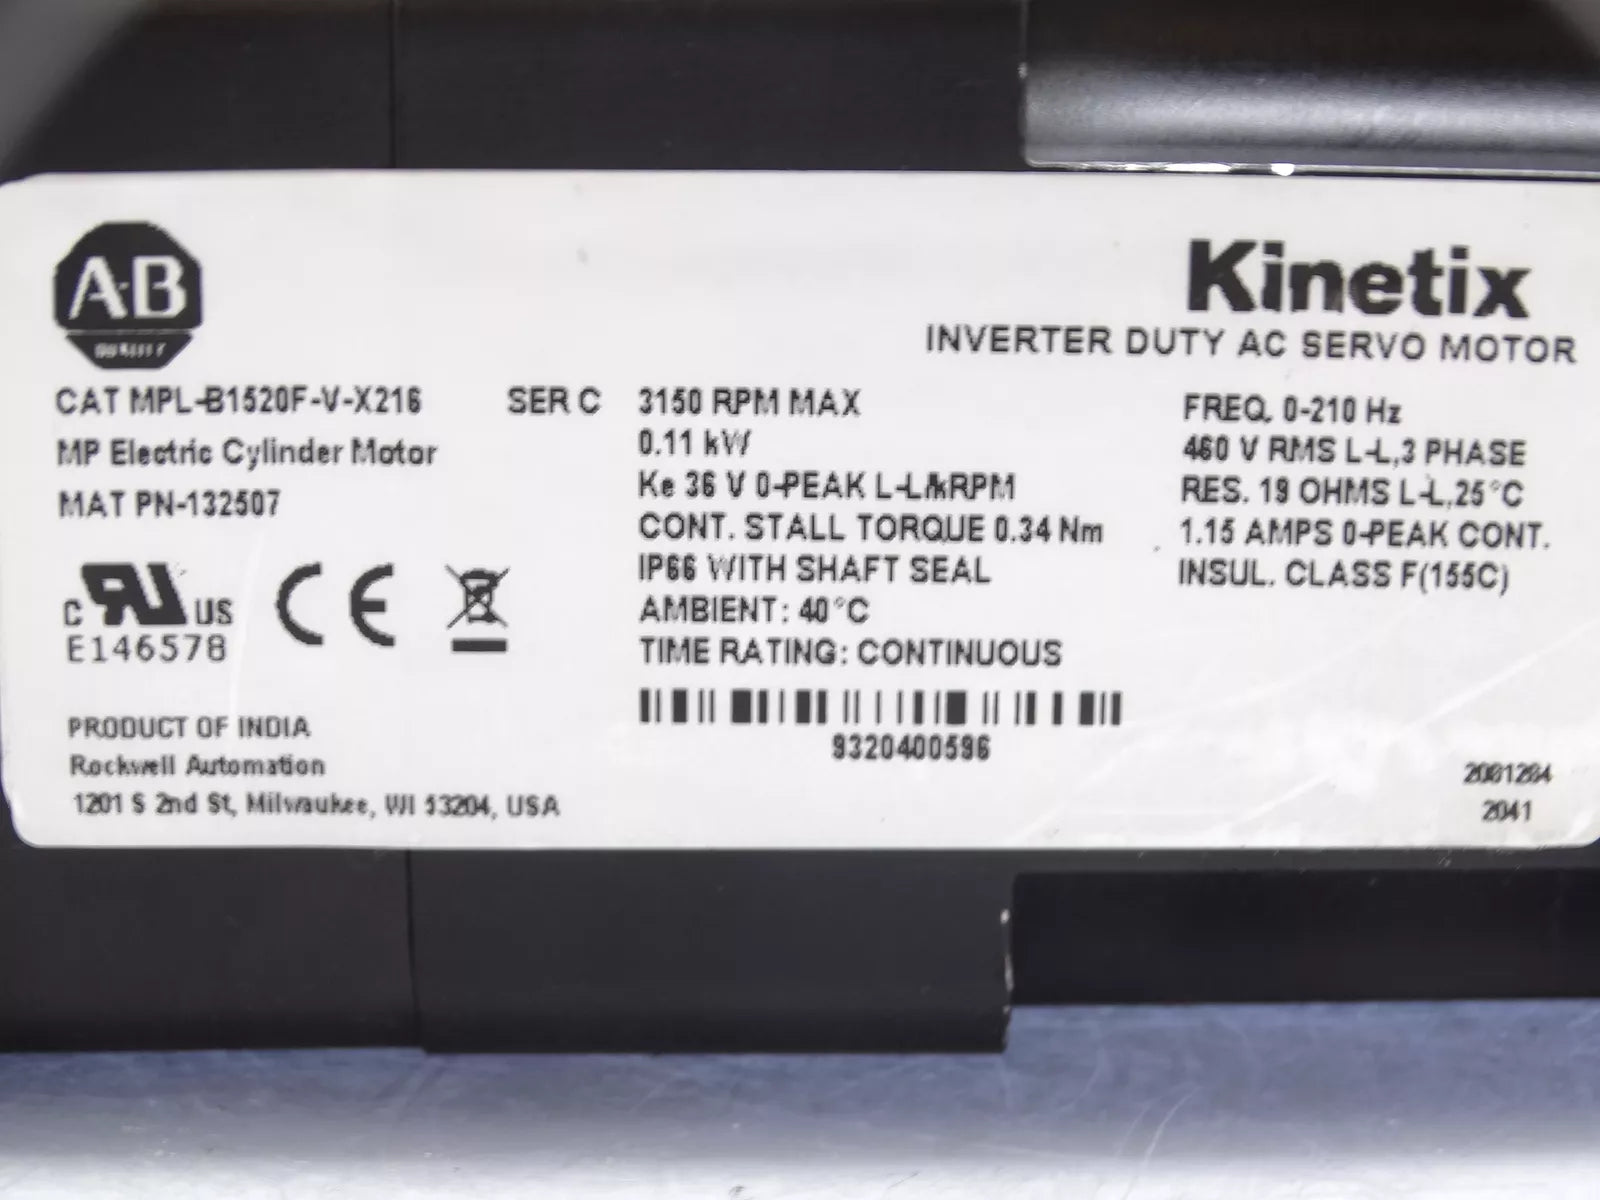 A-B
QUALITY
Kinetix
INVERTER DUTY AC SERVO MOTOR
CAT MPL-B1520F-V-X216 SER C
MP Electric Cylinder Motor
MAT PN-132507
3150 RPM MAX
0.11 kW
Ke 36 V 0-PEAK L-L/kRPM
CONT. STALL TORQUE 0.34 Nm
IP66 WITH SHAFT SEAL
AMBIENT: 40°C
TIME RATING: CONTINUOUS
FREQ. 0-210 Hz
460 V RMS L-L,3 PHASE
RES. 19 OHMS L-L,25°C
1.15 AMPS 0-PEAK CONT.
INSUL. CLASS F(155C)
C RU US
E146578
CE
9320400596
PRODUCT OF INDIA
Rockwell Automation
1201 S 2nd St, Milwaukee, WI 53204, USA
2041